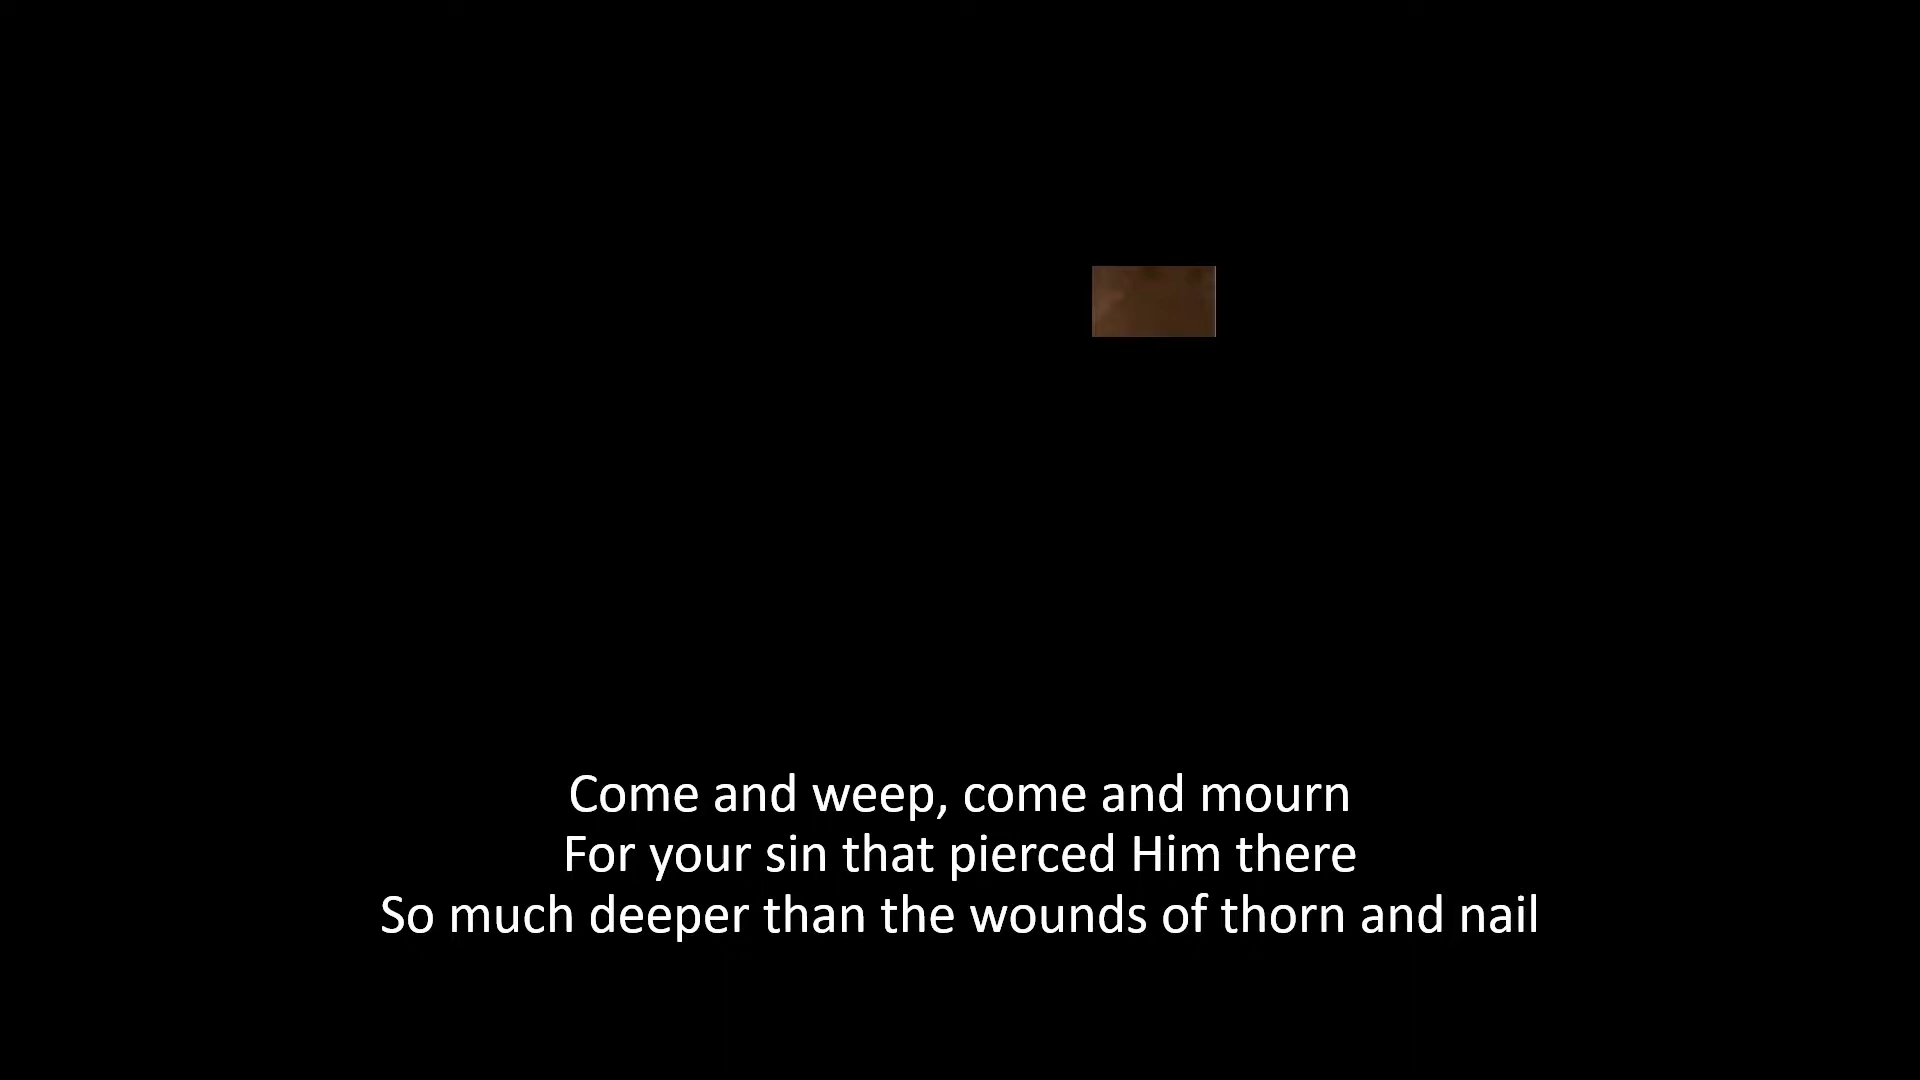 Come and weep, come and mourn
For your sin that pierced Him there
So much deeper than the wounds of thorn and nail